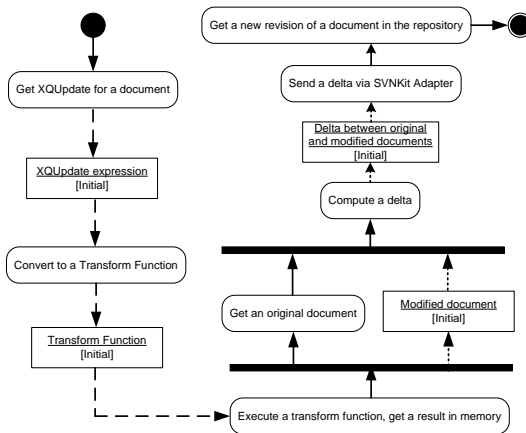 Get XQUpdate for a document
XQUpdate expression
[Initial]
Convert to a Transform Function
Transform Function
[Initial]
Execute a transform function, get a result in memory
Get an original document
Modified document
[Initial]
Compute a delta
Delta between original
and modified documents
[Initial]
Send a delta via SVNKit Adapter
Get a new revision of a document in the repository